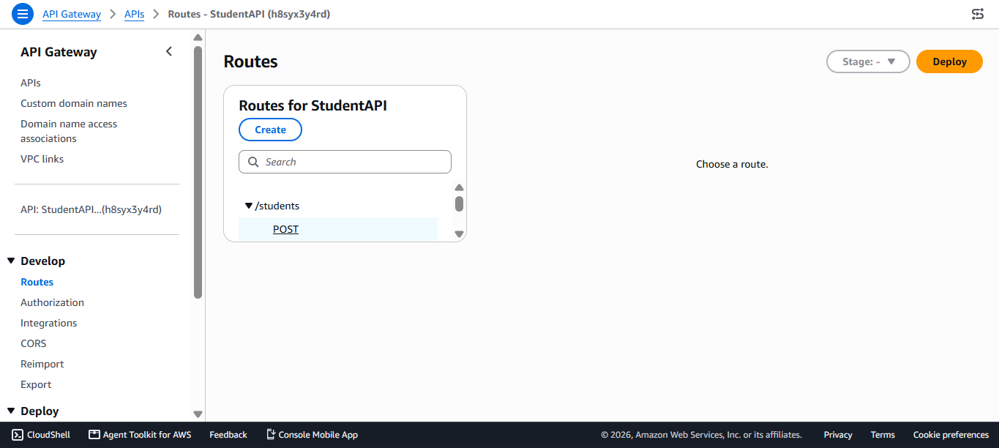 API Gateway > APIs > Routes - StudentAPI (h8syx3y4rd)
API Gateway
APIs
Custom domain names
Domain name access
associations
VPC links
API: StudentAPI...(h8syx3y4rd)
Develop
Routes
Authorization
Integrations
CORS
Reimport
Export
Deploy
Routes
Stage: -
Deploy
Routes for StudentAPI
Create
Search
/students
POST
Choose a route.
CloudShell
Agent Toolkit for AWS
Feedback
Console Mobile App
© 2026, Amazon Web Services, Inc. or its affiliates.
Privacy
Terms
Cookie preferences